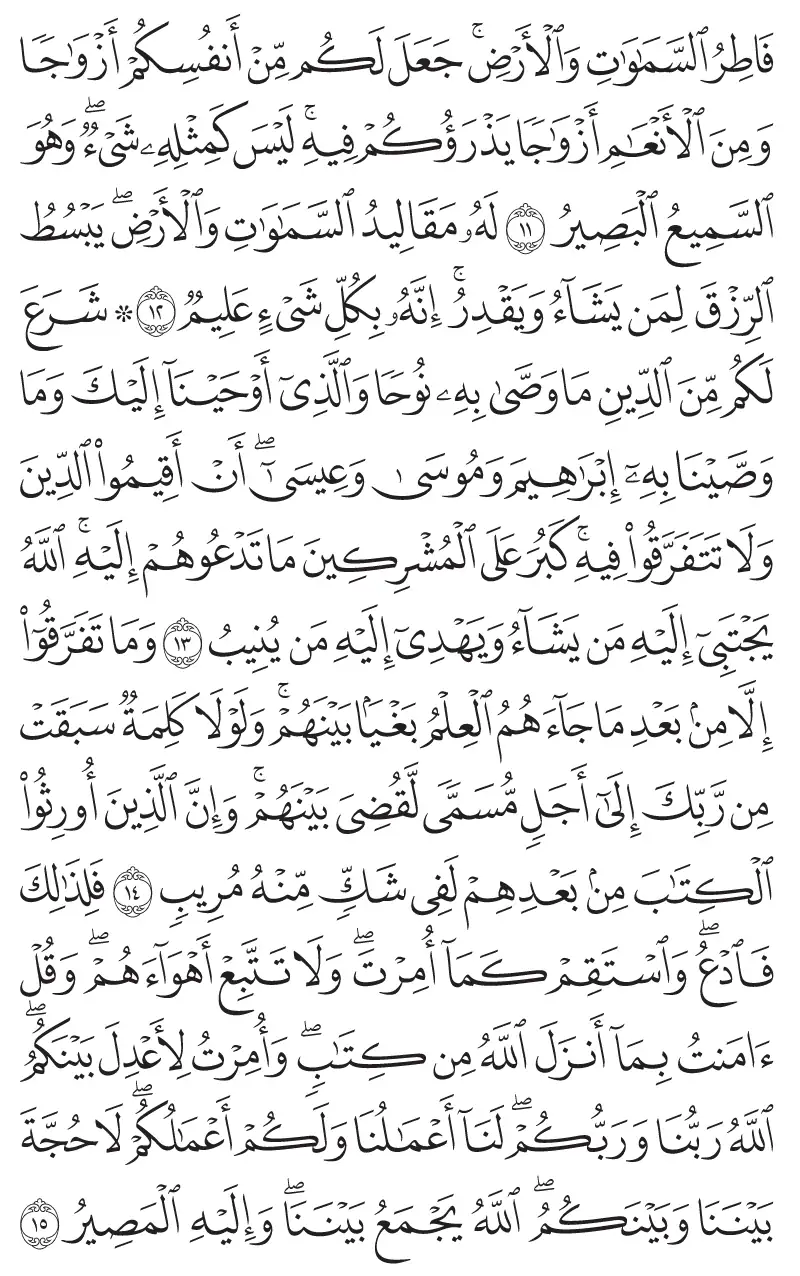 فَاطِرُ ٱلسَّمَٰوَٰتِ وَٱلْأَرْضِ ۚ جَعَلَ لَكُم مِّنْ أَنفُسِكُمْ أَزْوَٰجًا
وَمِنَ ٱلْأَنْعَٰمِ أَزْوَٰجًا يَذْرَؤُكُمْ فِيهِ ۚ لَيْسَ كَمِثْلِهِۦ شَىْءٌ ۖ وَهُوَ
ٱلسَّمِيعُ ٱلْبَصِيرُ ١١ لَهُۥ مَقَالِيدُ ٱلسَّمَٰوَٰتِ وَٱلْأَرْضِ ۖ يَبْسُطُ
ٱلرِّزْقَ لِمَن يَشَآءُ وَيَقْدِرُ ۚ إِنَّهُۥ بِكُلِّ شَىْءٍ عَلِيمٌ ١٢ * شَرَعَ
لَكُم مِّنَ ٱلدِّينِ مَا وَصَّىٰ بِهِۦ نُوحًا وَٱلَّذِىٓ أَوْحَيْنَآ إِلَيْكَ وَمَا
وَصَّيْنَا بِهِۦٓ إِبْرَٰهِيمَ وَمُوسَىٰ وَعِيسَىٰٓ ۖ أَنْ أَقِيمُوا۟ ٱلدِّينَ
وَلَا تَتَفَرَّقُوا۟ فِيهِ ۚ كَبُرَ عَلَى ٱلْمُشْرِكِينَ مَا تَدْعُوهُمْ إِلَيْهِ ۚ ٱللَّهُ
يَجْتَبِىٓ إِلَيْهِ مَن يَشَآءُ وَيَهْدِىٓ إِلَيْهِ مَن يُنِيبُ ١٣ وَمَا تَفَرَّقُوٓا۟
إِلَّا مِنۢ بَعْدِ مَا جَآءَهُمُ ٱلْعِلْمُ بَغْيًۢا بَيْنَهُمْ ۚ وَلَوْلَا كَلِمَةٌ سَبَقَتْ
مِن رَّبِّكَ إِلَىٰٓ أَجَلٍ مُّسَمًّى لَّقُضِىَ بَيْنَهُمْ ۚ وَإِنَّ ٱلَّذِينَ أُورِثُوا۟
ٱلْكِتَٰبَ مِنۢ بَعْدِهِمْ لَفِى شَكٍّ مِّنْهُ مُرِيبٍ ١٤ فَلِذَٰلِكَ
فَٱدْعُ ۖ وَٱسْتَقِمْ كَمَآ أُمِرْتَ ۖ وَلَا تَتَّبِعْ أَهْوَآءَهُمْ ۖ وَقُلْ
ءَامَنتُ بِمَآ أَنزَلَ ٱللَّهُ مِن كِتَٰبٍ ۖ وَأُمِرْتُ لِأَعْدِلَ بَيْنَكُمُ ۖ
ٱللَّهُ رَبُّنَا وَرَبُّكُمْ ۖ لَنَآ أَعْمَٰلُنَا وَلَكُمْ أَعْمَٰلُكُمْ ۖ لَا حُجَّةَ
بَيْنَنَا وَبَيْنَكُمُ ۖ ٱللَّهُ يَجْمَعُ بَيْنَنَا ۖ وَإِلَيْهِ ٱلْمَصِيرُ ١٥